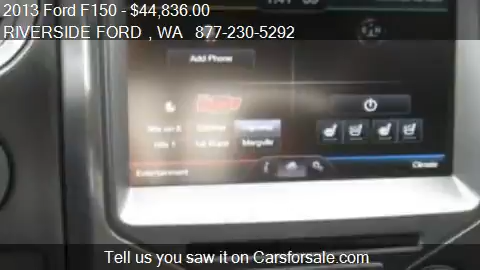 2013 Ford F150 - $44,836.00
RIVERSIDE FORD , WA 877-230-5292
Add Phone
Entertainment
Climate
Tell us you saw it on Carsforsale.com